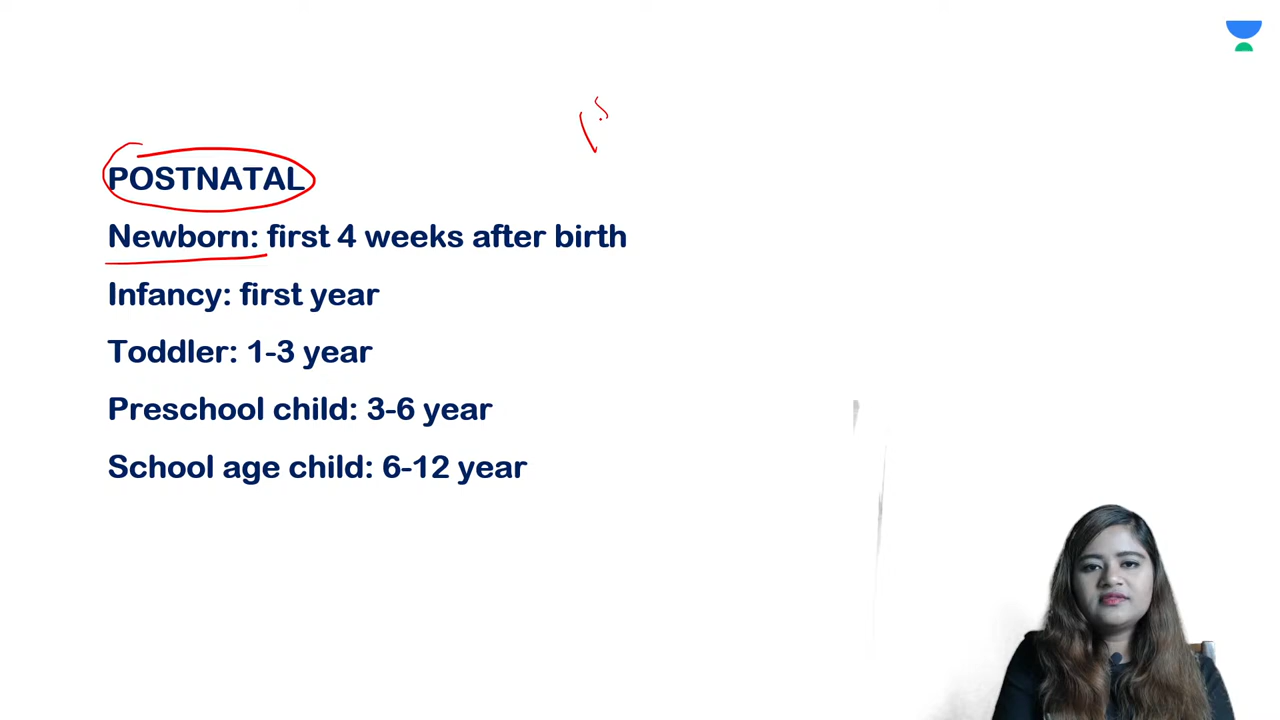 POSTNATAL
Newborn: first 4 weeks after birth
Infancy: first year
Toddler: 1-3 year
Preschool child: 3-6 year
School age child: 6-12 year